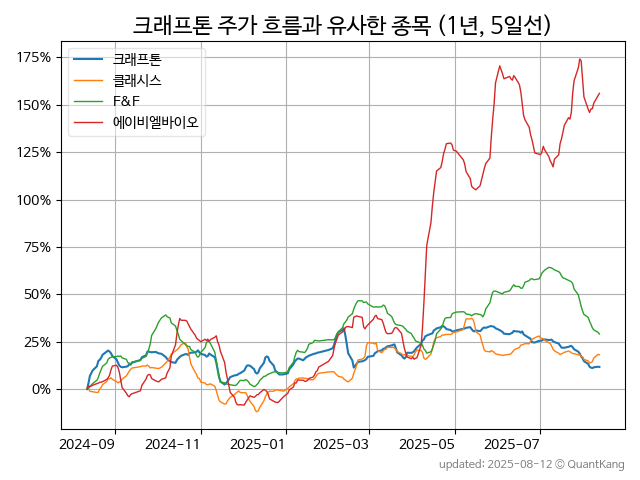 크래프톤 주가 흐름과 유사한 종목 (1년, 5일선)
크래프톤
클래시스
F&F
에이비엘바이오
175%
150%
125%
100%
75%
50%
25%
0%
2024-09
2024-11
2025-01
2025-03
2025-05
2025-07
updated: 2025-08-12 © QuantKang